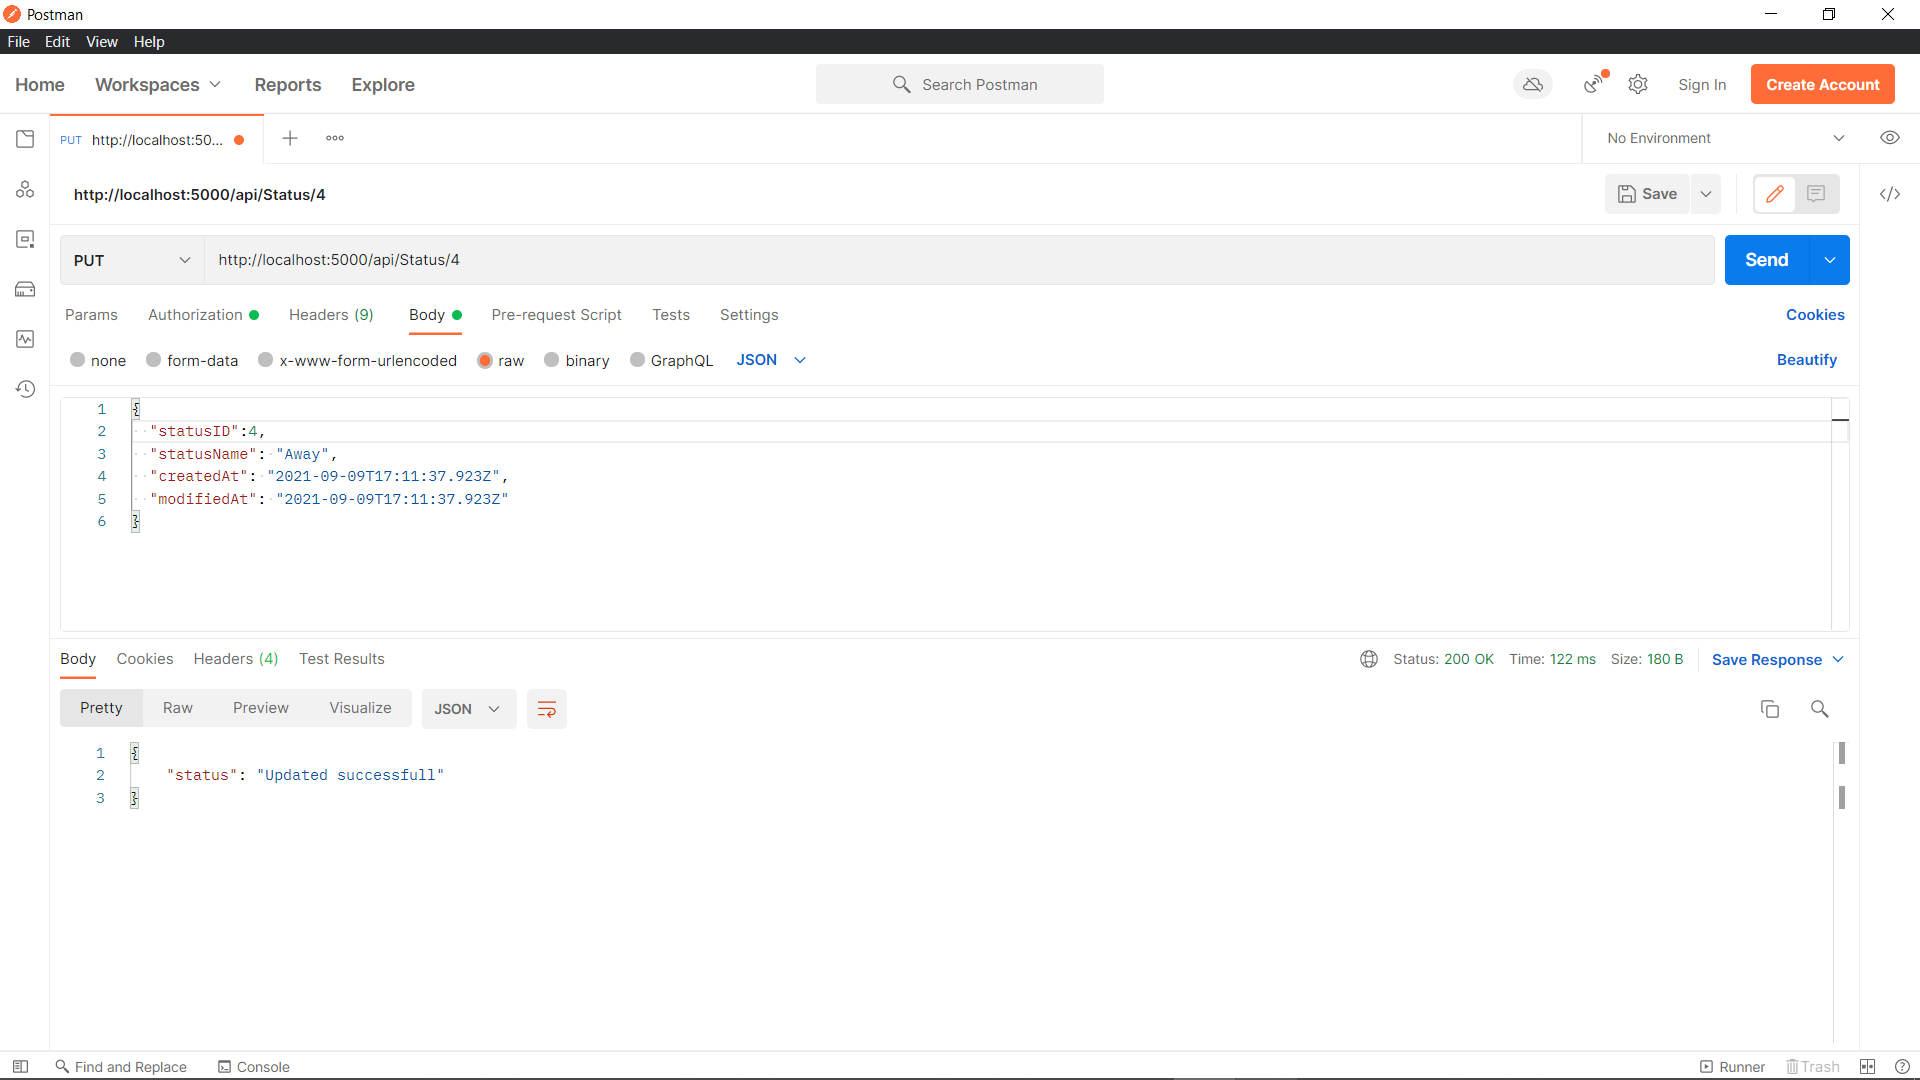 Postman
File Edit View Help
Home Workspaces Reports Explore Search Postman Sign In Create Account
PUT http://localhost:50... No Environment
http://localhost:5000/api/Status/4 Save
PUT http://localhost:5000/api/Status/4 Send
Params Authorization Headers (9) Body Pre-request Script Tests Settings Cookies
none form-data x-www-form-urlencoded raw binary GraphQL JSON Beautify
1 {
2 "statusID":4,
3 "statusName": "Away",
4 "createdAt": "2021-09-09T17:11:37.923Z",
5 "modifiedAt": "2021-09-09T17:11:37.923Z"
6 }
Body Cookies Headers (4) Test Results Status: 200 OK Time: 122 ms Size: 180 B Save Response
Pretty Raw Preview Visualize JSON
1 {
2 "status": "Updated successfull"
3 }
Find and Replace Console Runner Trash